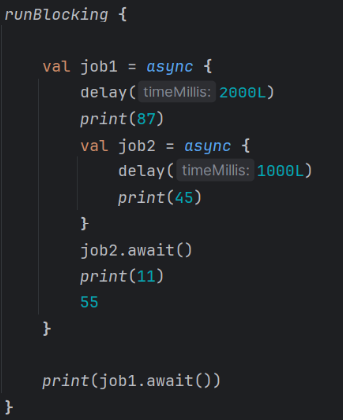 runBlocking {
val job1 = async {
delay( timeMillis: 2000L)
print(87)
val job2 = async {
delay( timeMillis: 1000L)
print(45)
}
job2.await()
print(11)
55
}
print(job1.await())
}